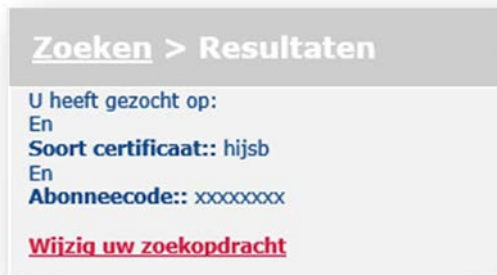 Zoeken > Resultaten
U heeft gezocht op:
En
Soort certificaat:: hijsb
En
Abonneecode:: xxxxxxxx
Wijzig uw zoekopdracht